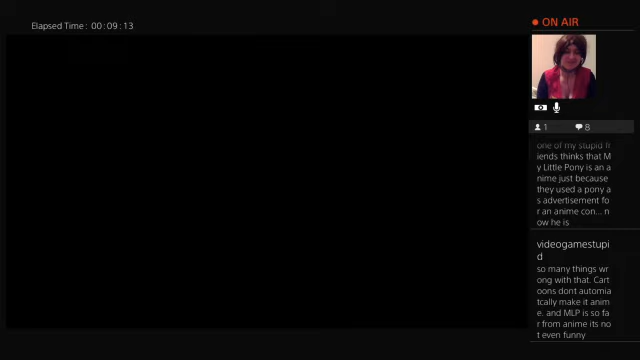 Elapsed Time : 00:09:13
ON AIR
1 8
one of my stupid fr
iends thinks that M
y Little Pony is an a
nime just because
they used a pony a
s advertisement fo
r an anime con... n
ow he is
videogamestupi
d
so many things wr
ong with that. Cart
oons dont automia
tcally make it anim
e. and MLP is so fa
r from anime its no
t even funny